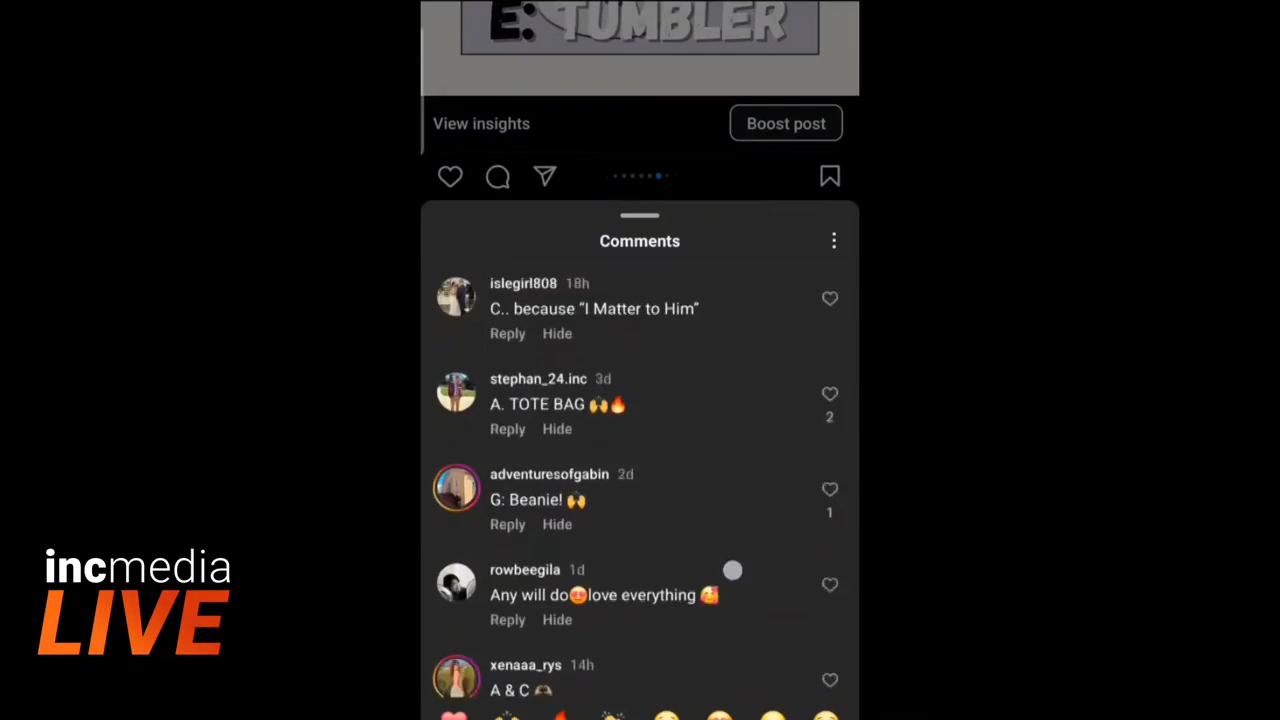 E: TUMBLER
View insights
Boost post
Comments
islegirl808 18h
C.. because “I Matter to Him”
Reply Hide
stephan_24.inc 3d
A. TOTE BAG 🙌🔥
2
Reply Hide
adventuresofgabin 2d
G: Beanie! 🙌
1
Reply Hide
rowbeegila 1d
Any will do😍love everything 🥰
Reply Hide
xenaaa_rys 14h
A & C 🫶
incmedia
LIVE